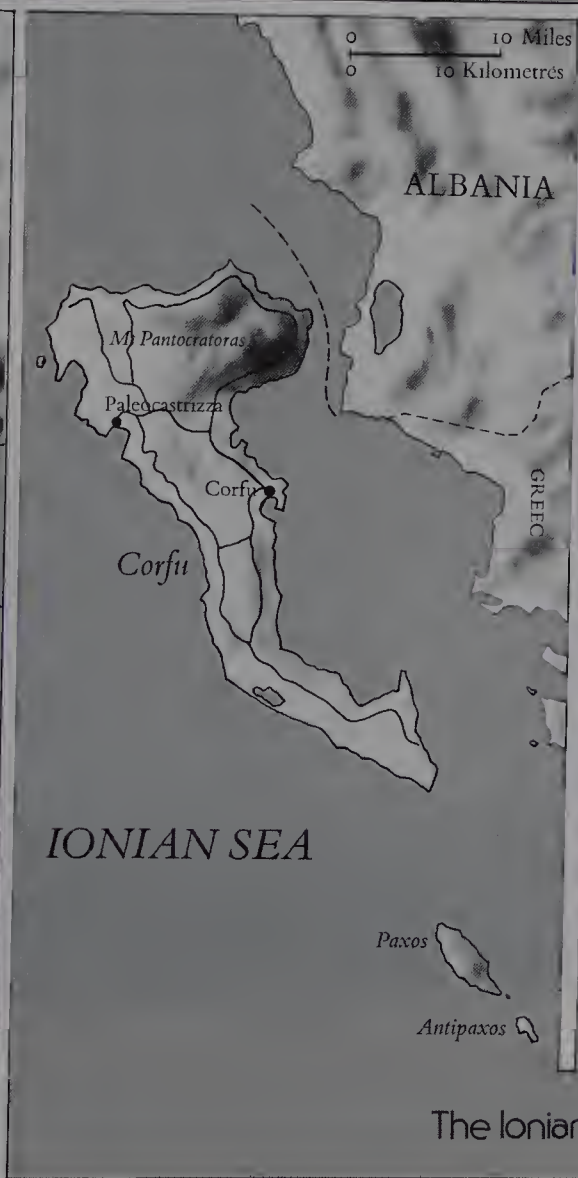 0 10 Miles
0 10 Kilometres
ALBANIA
Mt Pantocratoras
Paleocastrizza
Corfu
GREEC
Corfu
IONIAN SEA
Paxos
Antipaxos
The Ionian